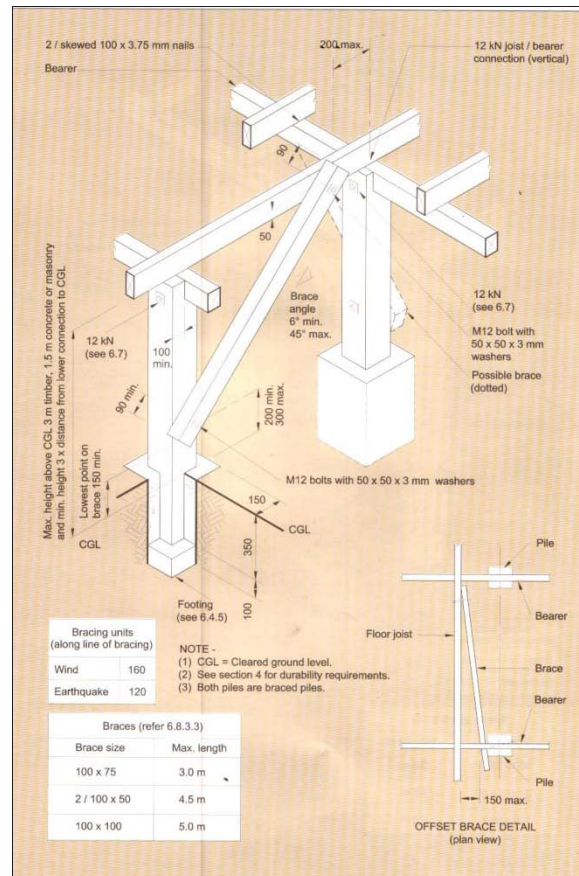 2 / skewed 100 x 3.75 mm nails
Bearer
200 max.
12 kN joist / bearer
connection (vertical)
90
50
Brace
angle
6° min.
45° max.
12 kN
(see 6.7)
M12 bolt with
50 x 50 x 3 mm
washers
Possible brace
(dotted)
Max. height above CGL 3 m timber, 1.5 m concrete or masonry
and min. height 3 x distance from lower connection to CGL
12 kN
(see 6.7)
100
min.
90 min.
200 min.
300 max.
Lowest point on
brace 150 min.
M12 bolts with 50 x 50 x 3 mm washers
CGL
150
CGL
350
100
Footing
(see 6.4.5)
Bracing units
(along line of bracing)
Wind 160
Earthquake 120
NOTE -
(1) CGL = Cleared ground level.
(2) See section 4 for durability requirements.
(3) Both piles are braced piles.
Braces (refer 6.8.3.3)
Brace size Max. length
100 x 75 3.0 m
2 / 100 x 50 4.5 m
100 x 100 5.0 m
Pile
Bearer
Floor joist
Brace
Bearer
Pile
150 max.
OFFSET BRACE DETAIL
(plan view)